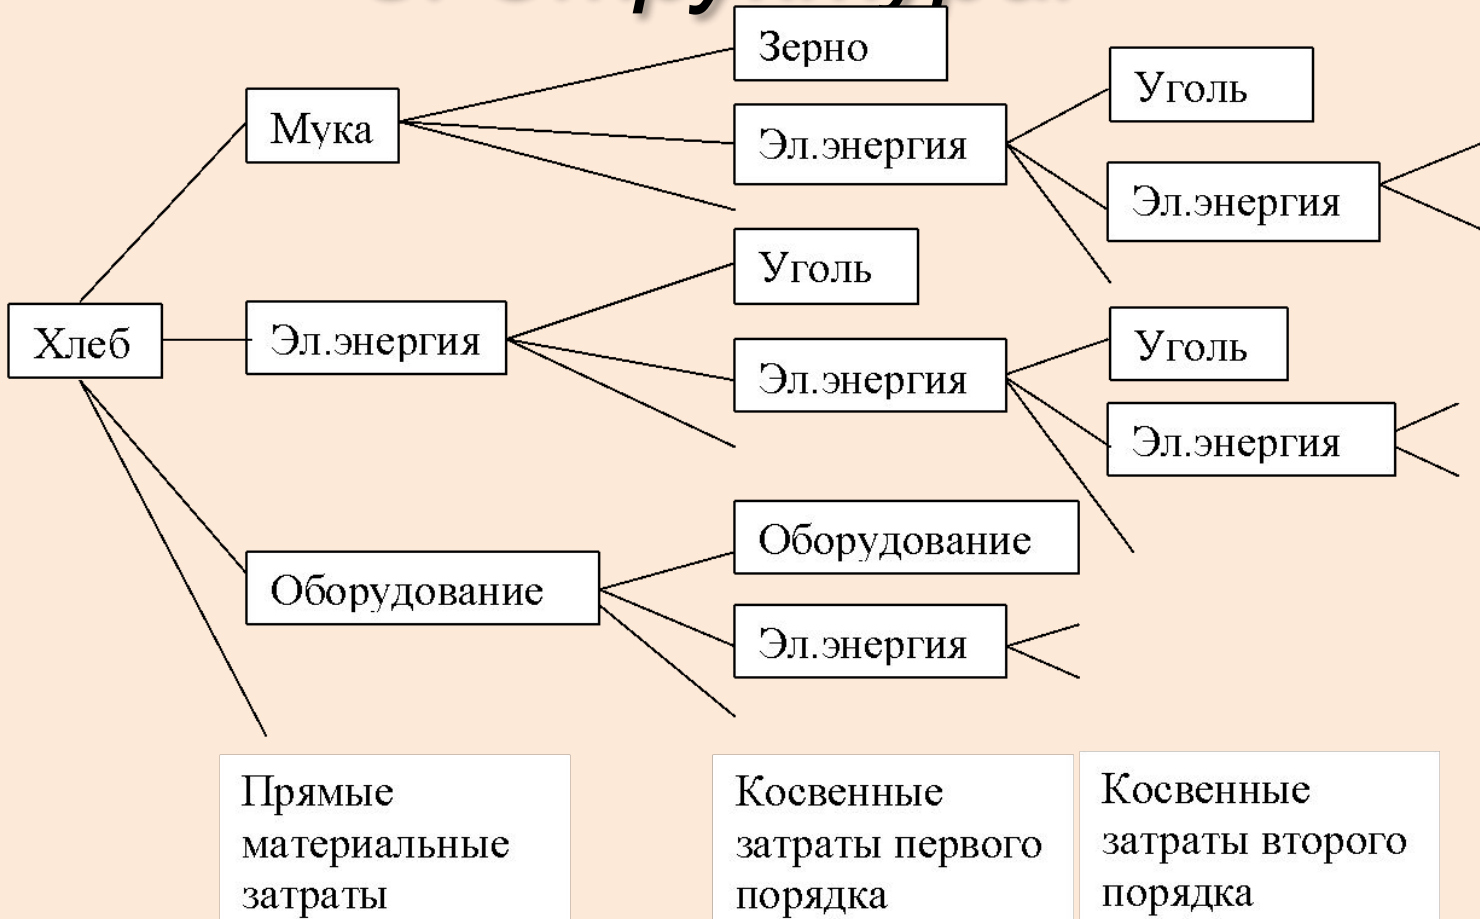 Зерно
Уголь
Мука
Эл.энергия
Эл.энергия
Уголь
Хлеб
Эл.энергия
Уголь
Эл.энергия
Эл.энергия
Оборудование
Оборудование
Эл.энергия
Прямые
материальные
затраты
Косвенные
затраты первого
порядка
Косвенные
затраты второго
порядка